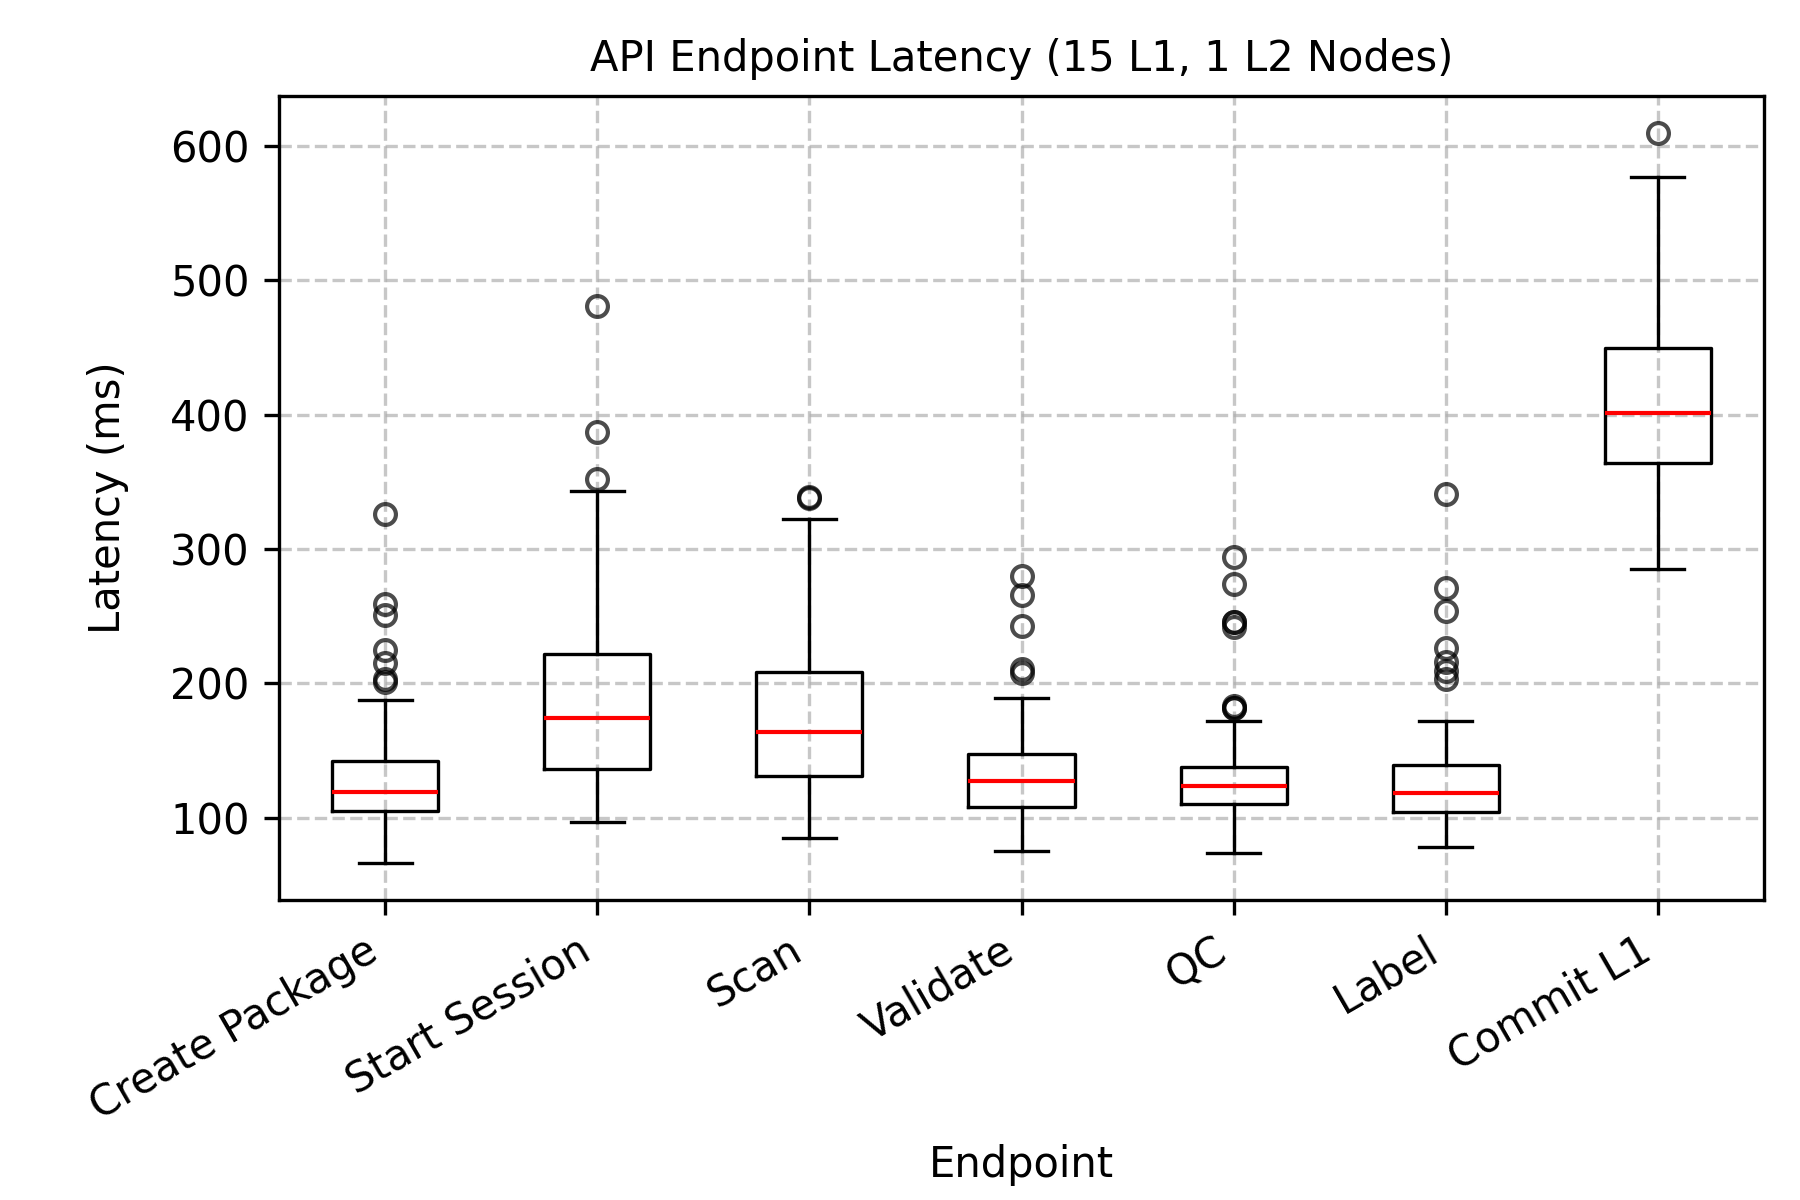 API Endpoint Latency (15 L1, 1 L2 Nodes)
Latency (ms)
600
500
400
300
200
100
Create Package
Start Session
Scan
Validate
QC
Label
Commit L1
Endpoint